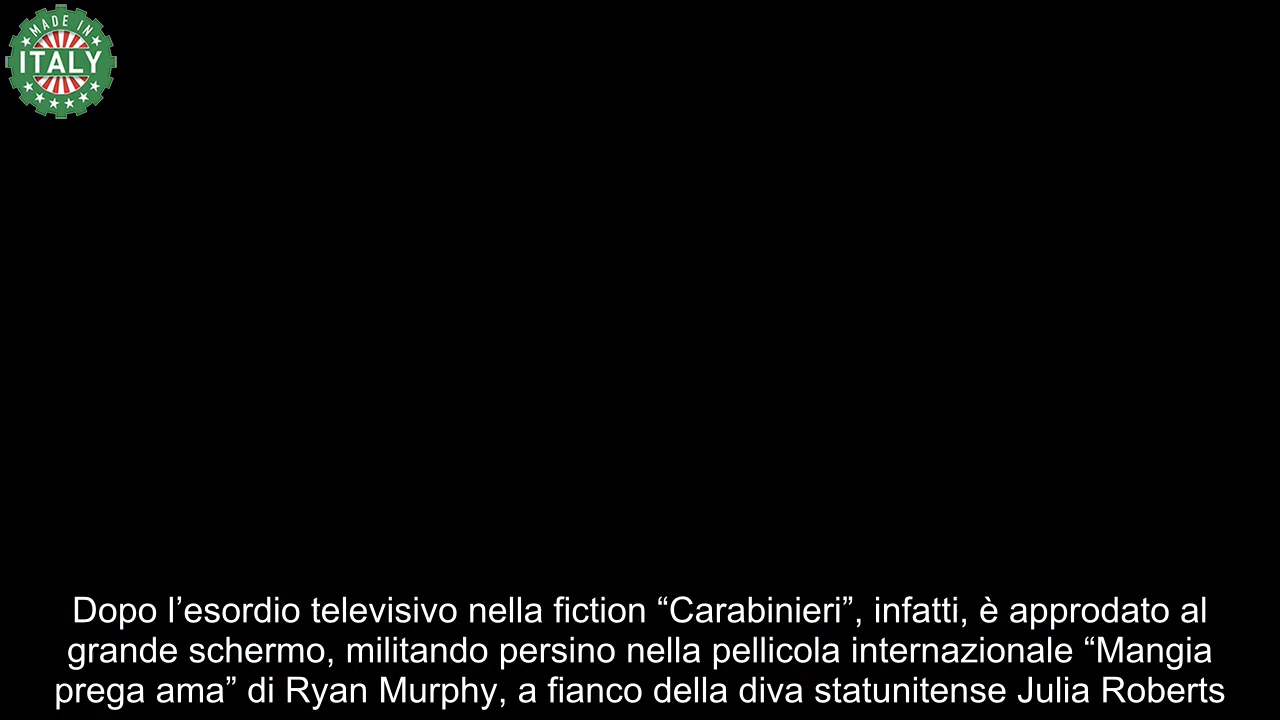 MADE IN
ITALY
Dopo l’esordio televisivo nella fiction “Carabinieri”, infatti, è approdato al
grande schermo, militando persino nella pellicola internazionale “Mangia
prega ama” di Ryan Murphy, a fianco della diva statunitense Julia Roberts